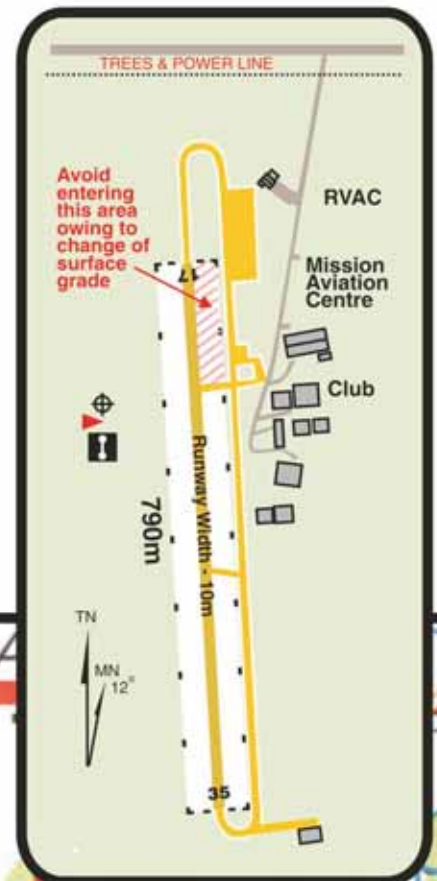 TREES & POWER LINE
Avoid
entering
this area
owing to
change of
surface
grade
RVAC
17
Mission
Aviation
Centre
Club
Runway Width - 10m
790m
TN
MN
12°
35